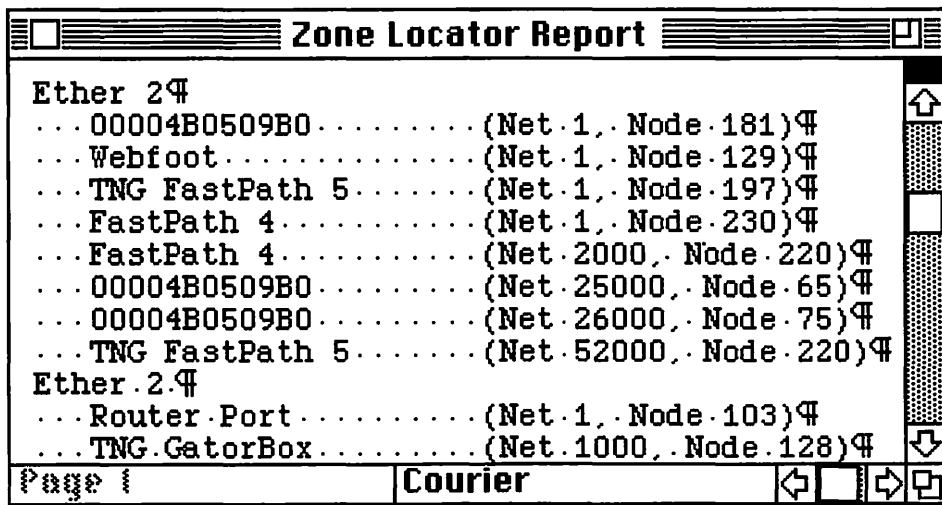 Zone Locator Report
Ether 2¶
···00004B0509B0·········(Net·1,·Node·181)¶
···Webfoot··············(Net·1,·Node·129)¶
···TNG FastPath 5·······(Net·1,·Node·197)¶
···FastPath 4···········(Net·1,·Node·230)¶
···FastPath 4···········(Net·2000,·Node·220)¶
···00004B0509B0·········(Net·25000,·Node·65)¶
···00004B0509B0·········(Net·26000,·Node·75)¶
···TNG FastPath 5·······(Net·52000,·Node·220)¶
Ether·2·¶
···Router·Port··········(Net·1,·Node·103)¶
···TNG·GatorBox·········(Net·1000,·Node·128)¶
Page 1 Courier